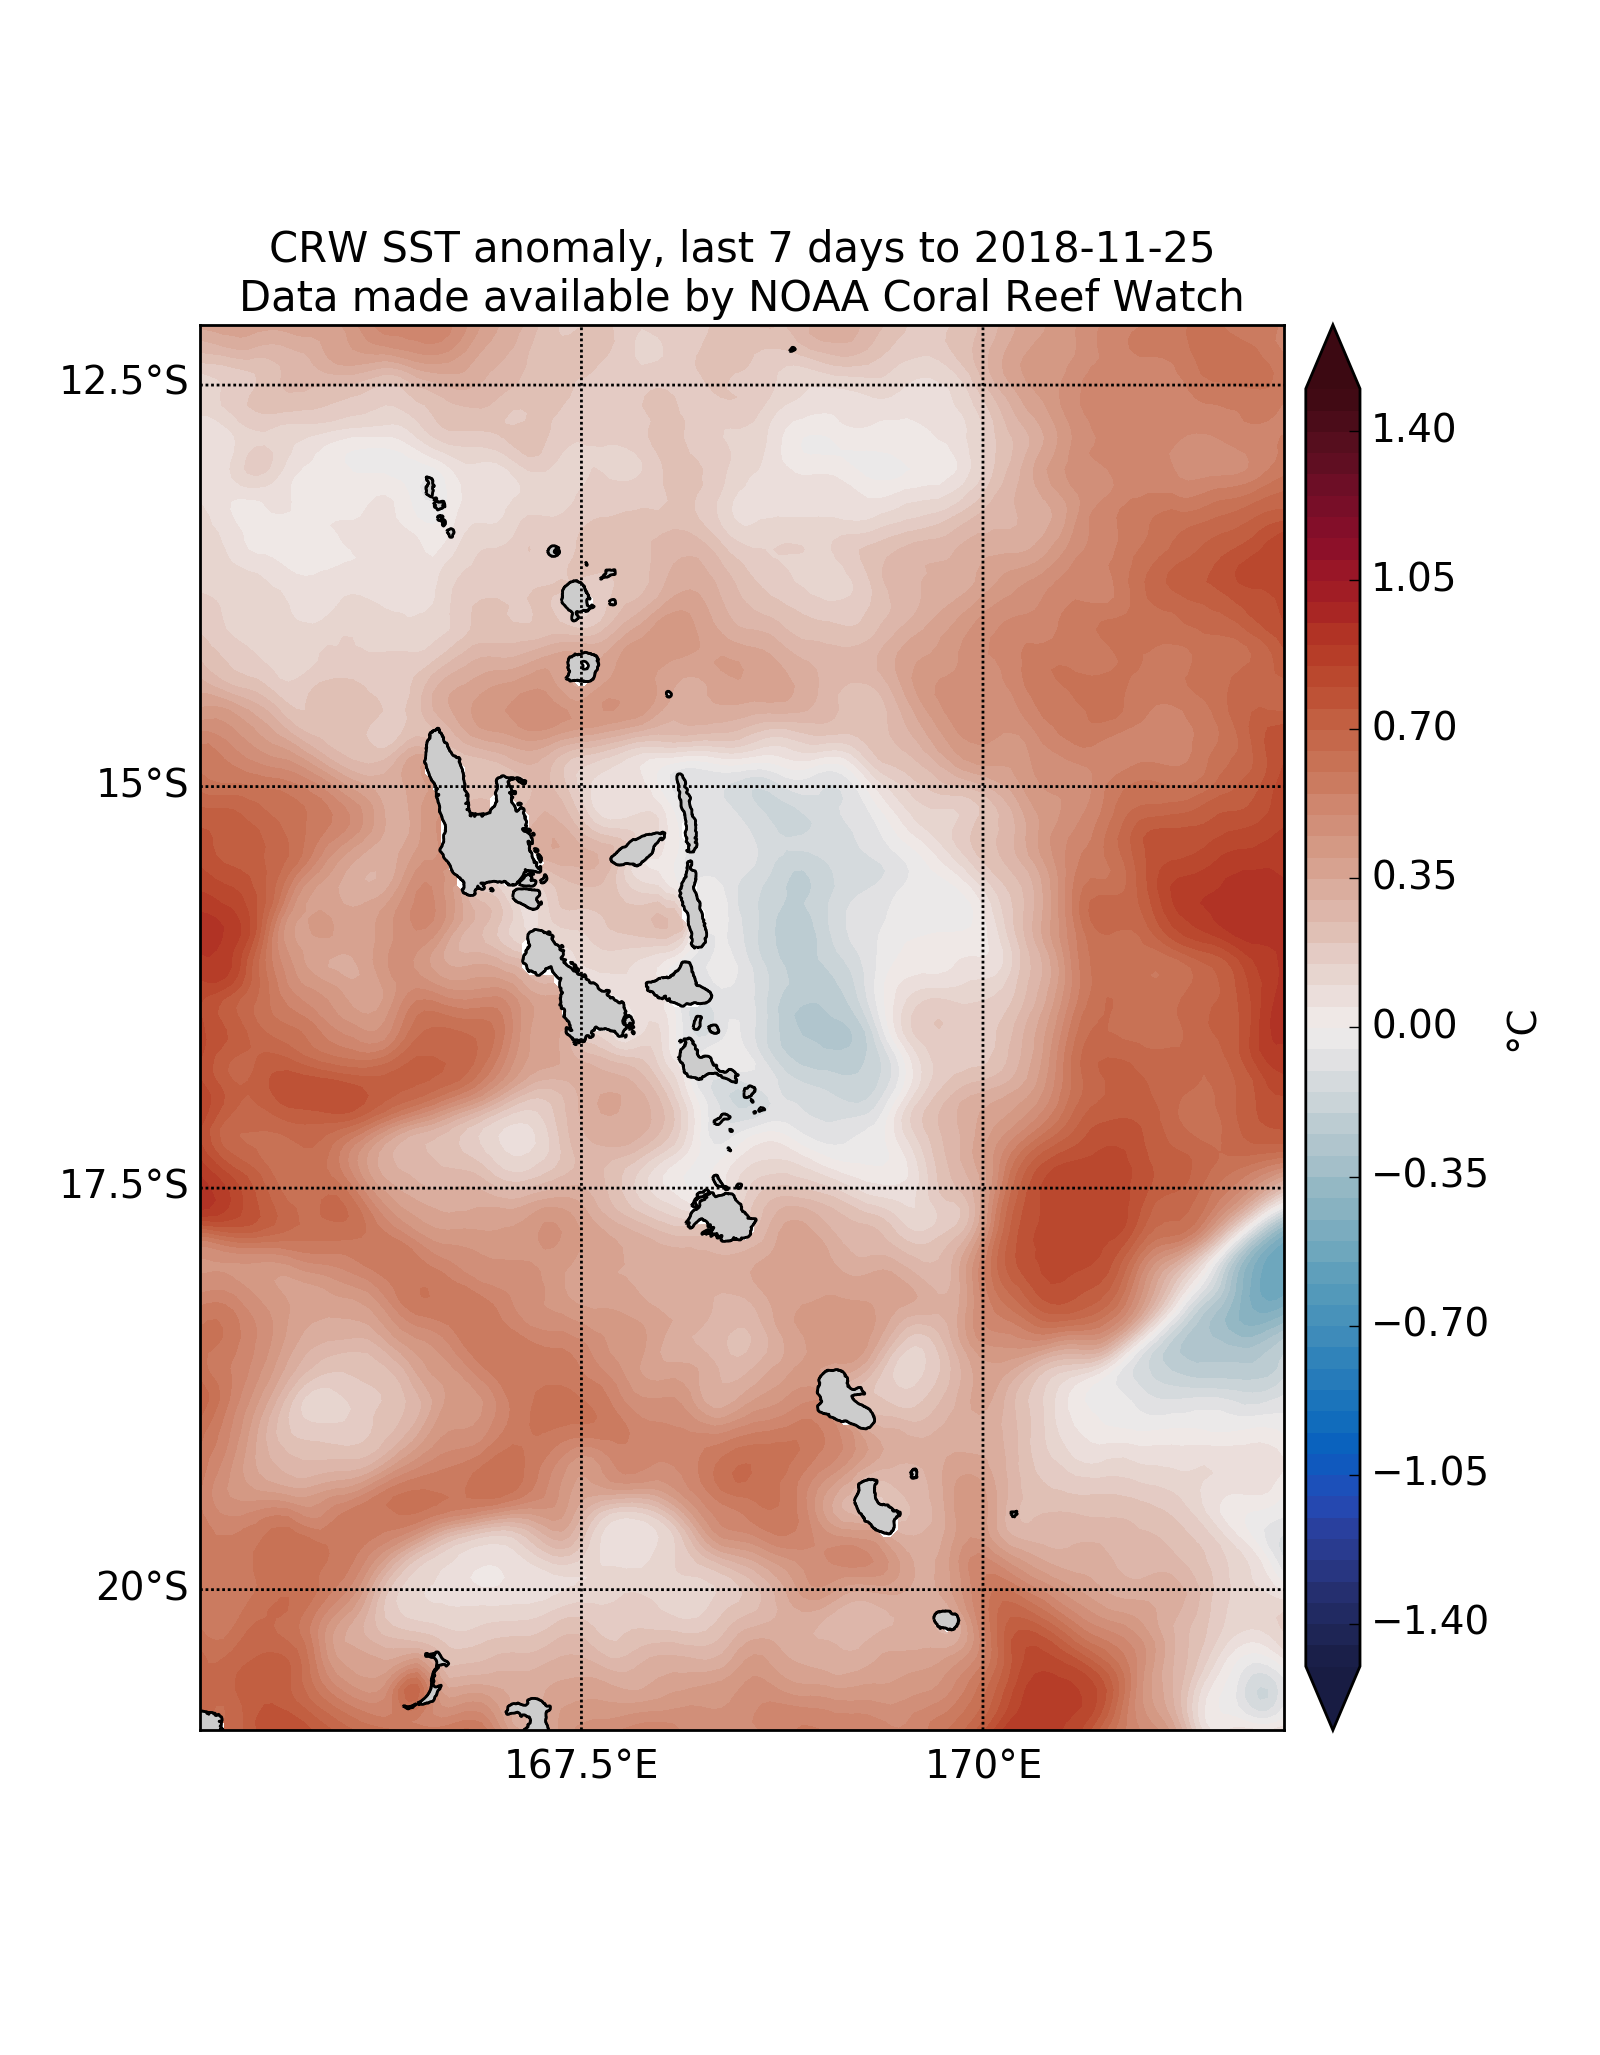 CRW SST anomaly, last 7 days to 2018-11-25
Data made available by NOAA Coral Reef Watch
12.5°S
15°S
17.5°S
20°S
167.5°E
170°E
1.40
1.05
0.70
0.35
0.00
−0.35
−0.70
−1.05
−1.40
°C